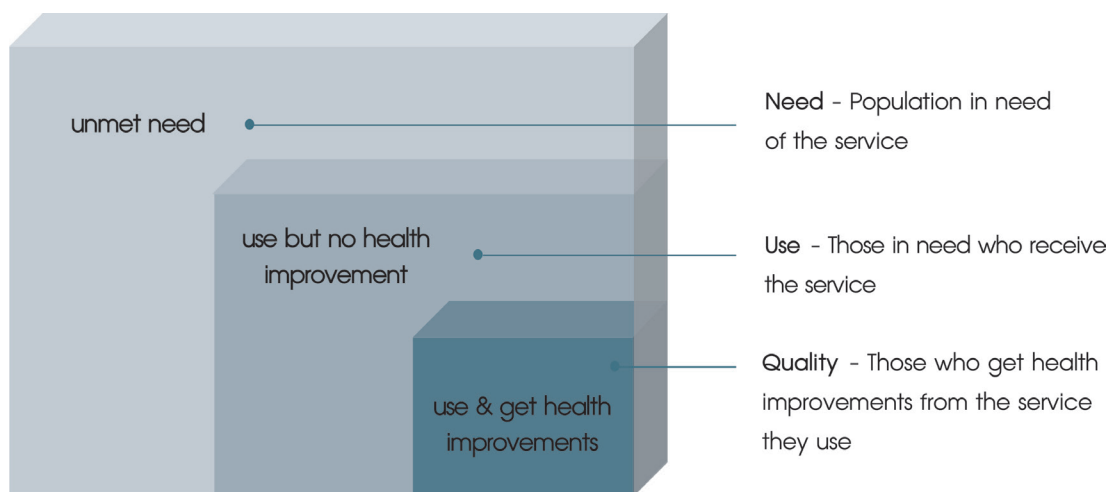 unmet need
Need - Population in need
of the service
use but no health
improvement
Use - Those in need who receive
the service
use & get health
improvements
Quality - Those who get health
improvements from the service
they use